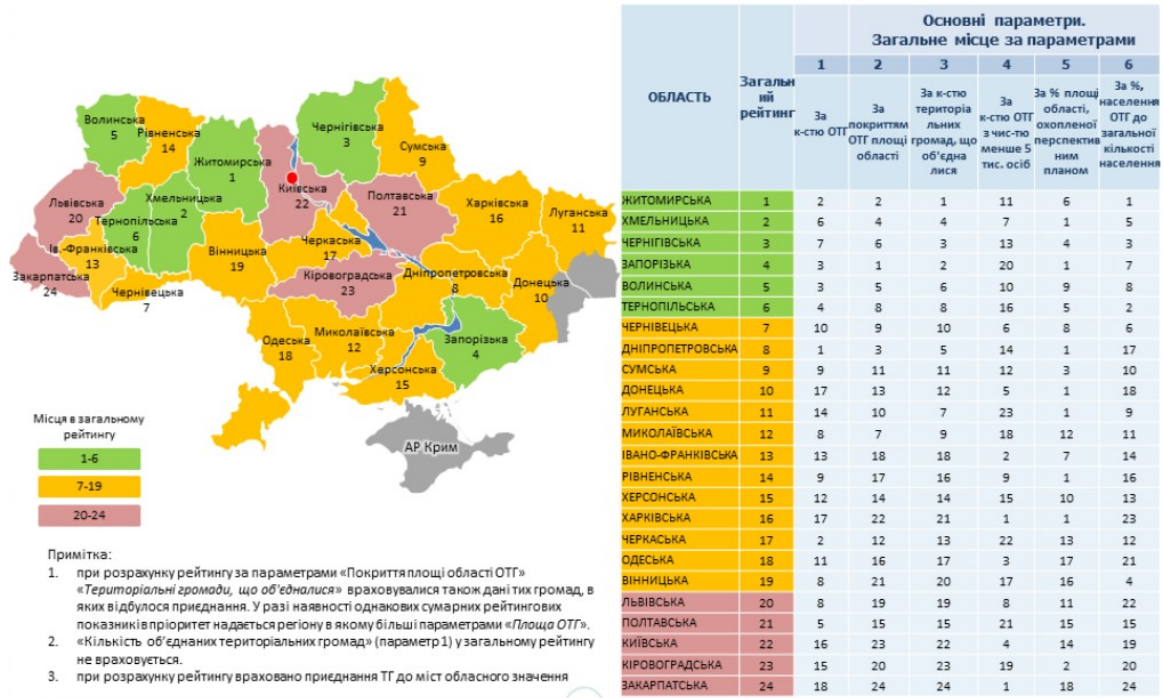 Волинська
5
Рівненська
14
Житомирська
1
Чернігівська
3
Сумська
9
Київська
22
Львівська
20
Тернопільська
6
Хмельницька
2
Полтавська
21
Харківська
16
Луганська
11
Ів.-Франківська
13
Закарпатська
24
Чернівецька
7
Вінницька
19
Черкаська
17
Кіровоградська
23
Дніпропетровська
8
Донецька
10
Одеська
18
Миколаївська
12
Запорізька
4
Херсонська
15
АР Крим
Місця в загальному
рейтингу
1-6
7-19
20-24
Примітка:
1. при розрахунку рейтингу за параметрами «Покриття площі області ОТГ»
«Територіальні громади, що об'єдналися» враховувалися також дані тих громад, в
яких відбулося приєднання. У разі наявності однакових сумарних рейтингових
показників в пріоритет надається регіону в якому більші параметрами «Площа ОТГ».
2. «Кількість об’єднаних територіальних громад» (параметр 1) у загальному рейтингу
не враховується.
3. при розрахунку рейтингу враховано приєднання ТГ до міст обласного значення
Основні параметри.
Загальне місце за параметрами
1 2 3 4 5 6
ОБЛАСТЬ
Загальн
ий
рейтинг
За
к-стю ОТГ
За
покриттям
ОТГ площі
області
За к-стю
територіа
льних
громад, що
об’єдна
лися
За
к-стю ОТГ
з чис-тю
менше 5
тис. осіб
За % площі
області,
охопленої
перспектив
ним
планом
За %,
населення
ОТГ до
загальної
кількості
населення
ЖИТОМИРСЬКА 1 2 2 1 11 6 1
ХМЕЛЬНИЦЬКА 2 6 4 4 7 1 5
ЧЕРНІГІВСЬКА 3 7 6 3 13 4 3
ЗАПОРІЗЬКА 4 3 1 2 20 1 7
ВОЛИНСЬКА 5 3 5 6 10 9 8
ТЕРНОПІЛЬСЬКА 6 4 8 8 16 5 2
ЧЕРНІВЕЦЬКА 7 10 9 10 6 8 6
ДНІПРОПЕТРОВСЬКА 8 1 3 5 14 1 17
СУМСЬКА 9 9 11 11 12 3 10
ДОНЕЦЬКА 10 17 13 12 5 1 18
ЛУГАНСЬКА 11 14 10 7 23 1 9
МИКОЛАЇВСЬКА 12 8 7 9 18 12 11
ІВАНО-ФРАНКІВСЬКА 13 13 18 18 2 7 14
РІВНЕНСЬКА 14 9 17 16 9 1 16
ХЕРСОНСЬКА 15 12 14 14 15 10 13
ХАРКІВСЬКА 16 17 22 21 1 1 23
ЧЕРКАСЬКА 17 2 12 13 22 13 12
ОДЕСЬКА 18 11 16 17 3 17 21
ВІННИЦЬКА 19 8 21 20 17 16 4
ЛЬВІВСЬКА 20 8 19 19 8 11 22
ПОЛТАВСЬКА 21 5 15 15 21 15 15
КИЇВСЬКА 22 16 23 22 4 14 19
КІРОВОГРАДСЬКА 23 15 20 23 19 2 20
ЗАКАРПАТСЬКА 24 18 24 24 1 18 24